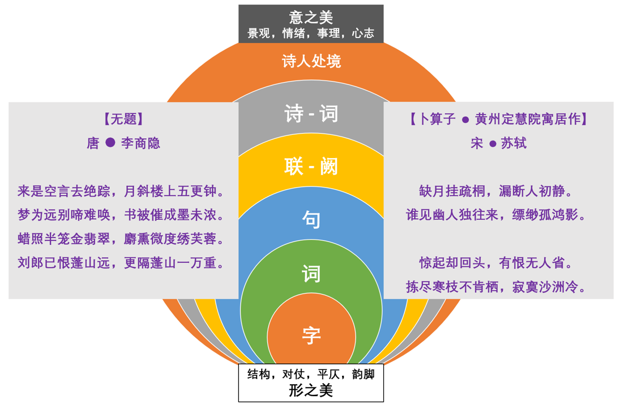 意之美
景观，情绪，事理，心志
诗人处境
诗-词
联-阙
句
词
字
结构，对仗，平仄，韵脚
形之美
【无题】
唐 ● 李商隐
来是空言去绝踪，月斜楼上五更钟。
梦为远别啼难唤，书被催成墨未浓。
蜡照半笼金翡翠，麝熏微度绣芙蓉。
刘郎已恨蓬山远，更隔蓬山一万重。
【卜算子 ● 黄州定慧院寓居作】
宋 ● 苏轼
缺月挂疏桐，漏断人初静。
谁见幽人独往来，缥缈孤鸿影。
惊起却回头，有恨无人省。
拣尽寒枝不肯栖，寂寞沙洲冷。